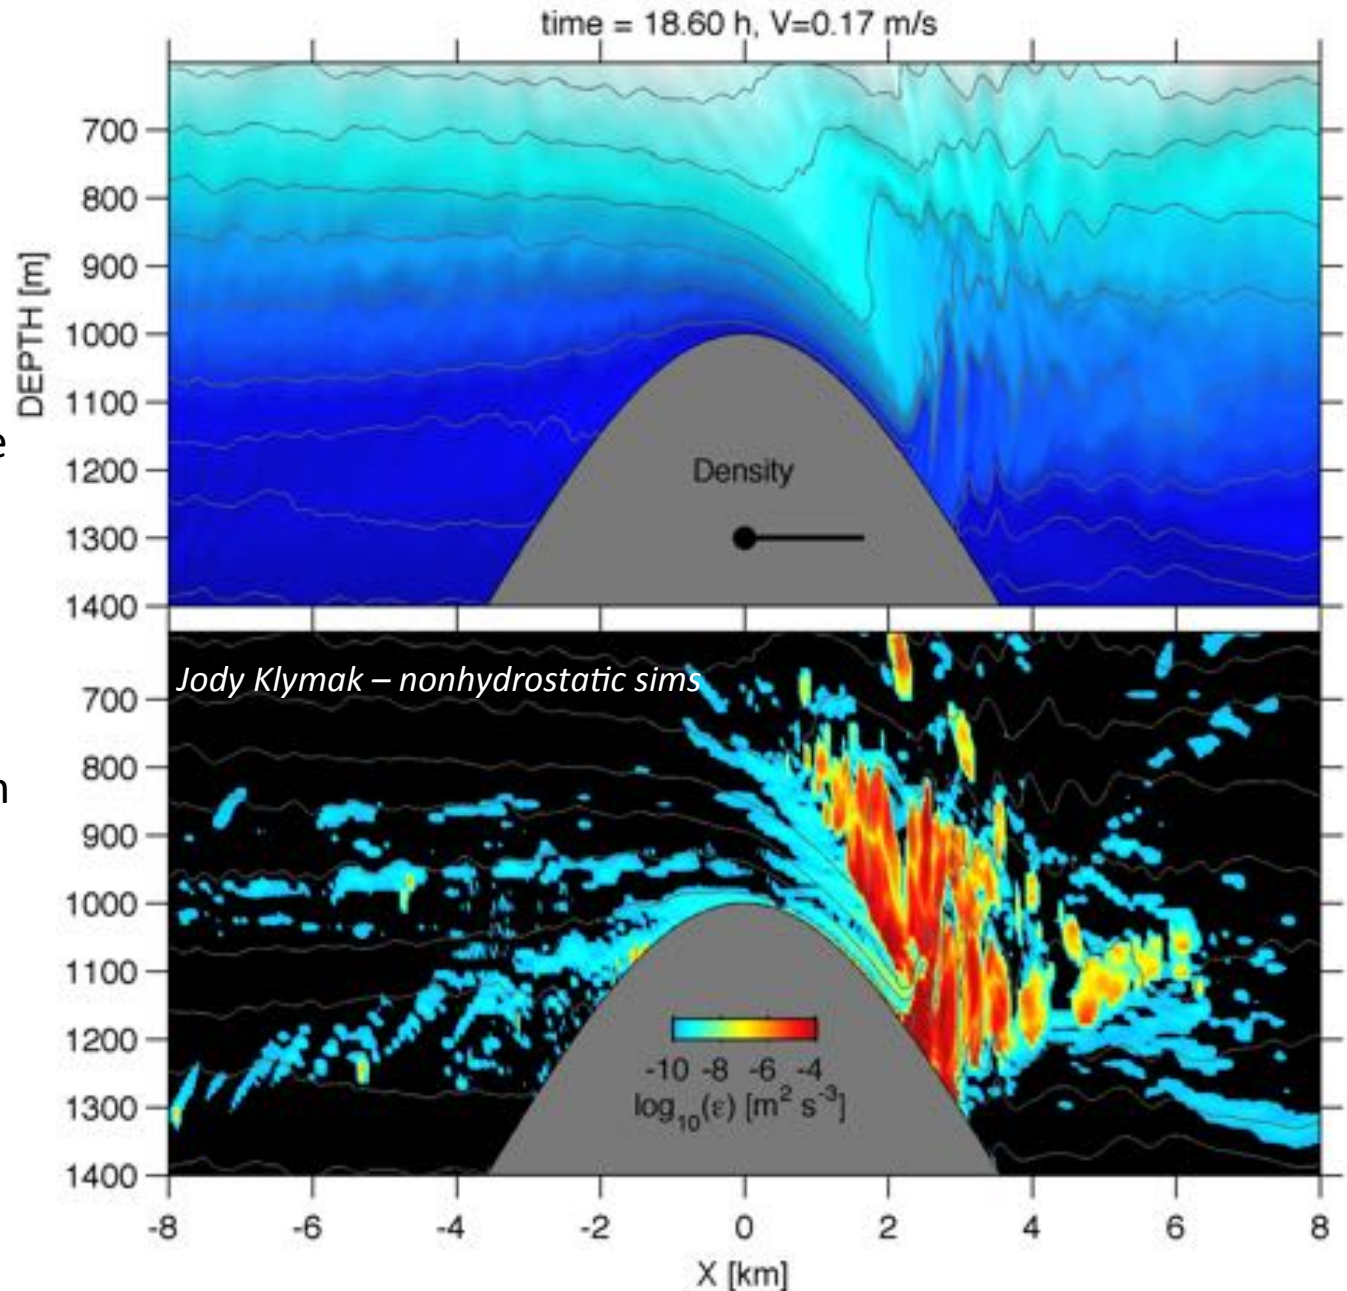 time = 18.60 h, V=0.17 m/s
DEPTH [m]
700
800
900
1000
1100
1200
1300
1400
Density
e
n
Jody Klymak – nonhydrostatic sims
700
800
900
1000
1100
1200
1300
1400
-10 -8 -6 -4
log₁₀(ε) [m² s⁻³]
-8 -6 -4 -2 0 2 4 6 8
X [km]